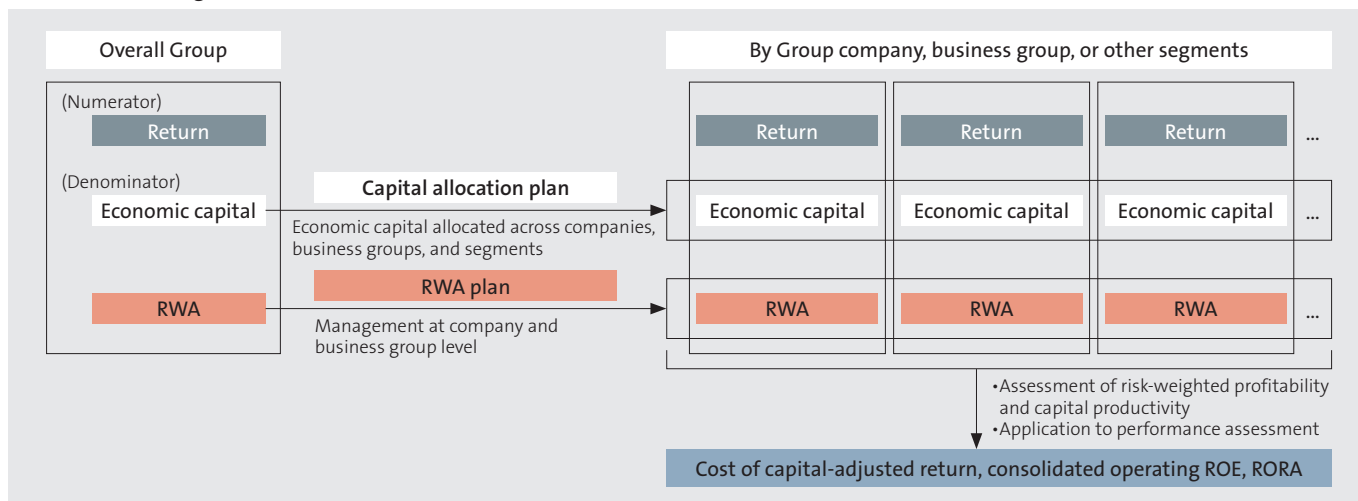 Overall Group
By Group company, business group, or other segments
(Numerator)
Return
Return
Return
Return
...
(Denominator)
Economic capital
Capital allocation plan
Economic capital allocated across companies,
business groups, and segments
Economic capital
Economic capital
Economic capital
...
RWA
RWA plan
Management at company and
business group level
RWA
RWA
RWA
...
•Assessment of risk-weighted profitability
and capital productivity
•Application to performance assessment
Cost of capital-adjusted return, consolidated operating ROE, RORA